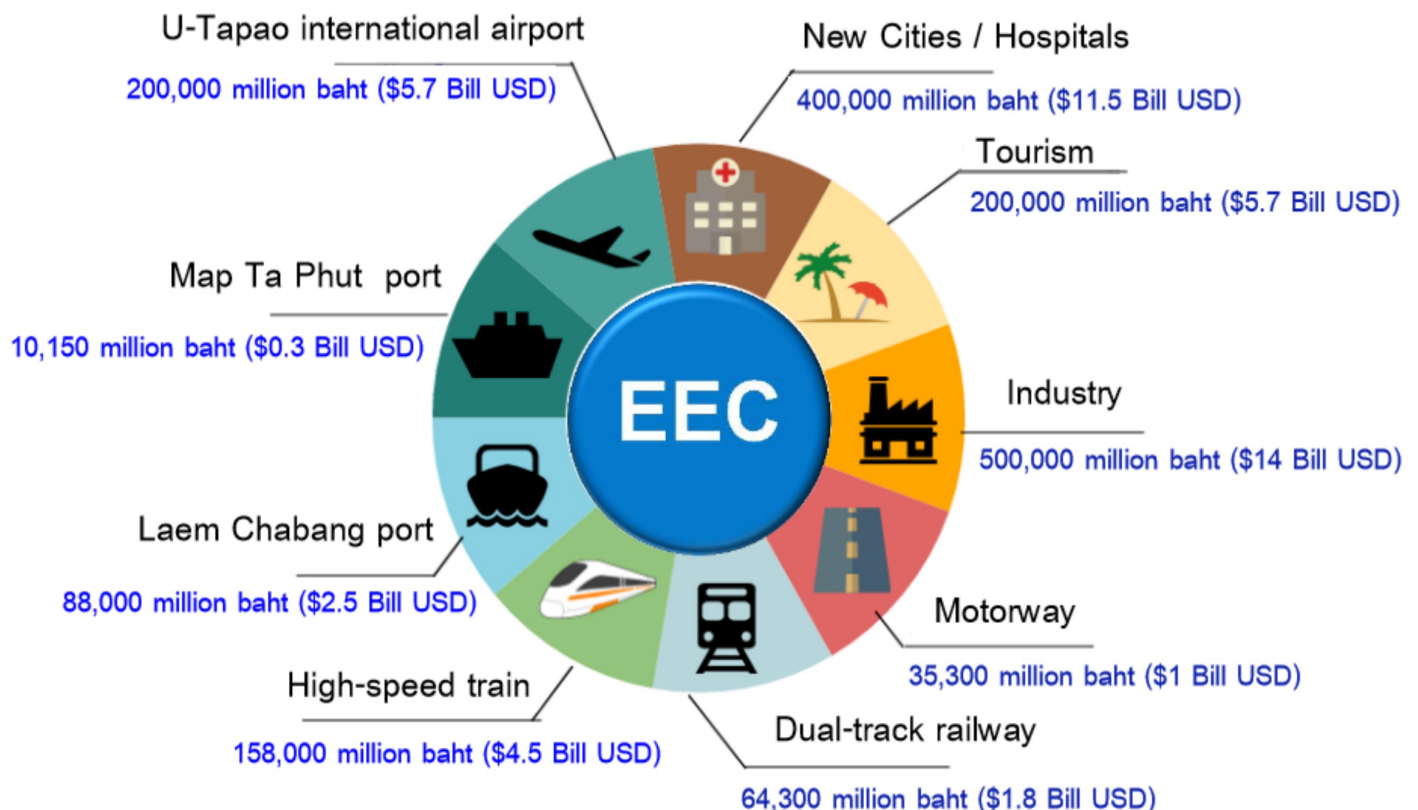 U-Tapao international airport
200,000 million baht ($5.7 Bill USD)
New Cities / Hospitals
400,000 million baht ($11.5 Bill USD)
Tourism
200,000 million baht ($5.7 Bill USD)
Map Ta Phut port
10,150 million baht ($0.3 Bill USD)
EEC
Industry
500,000 million baht ($14 Bill USD)
Laem Chabang port
88,000 million baht ($2.5 Bill USD)
Motorway
35,300 million baht ($1 Bill USD)
High-speed train
158,000 million baht ($4.5 Bill USD)
Dual-track railway
64,300 million baht ($1.8 Bill USD)